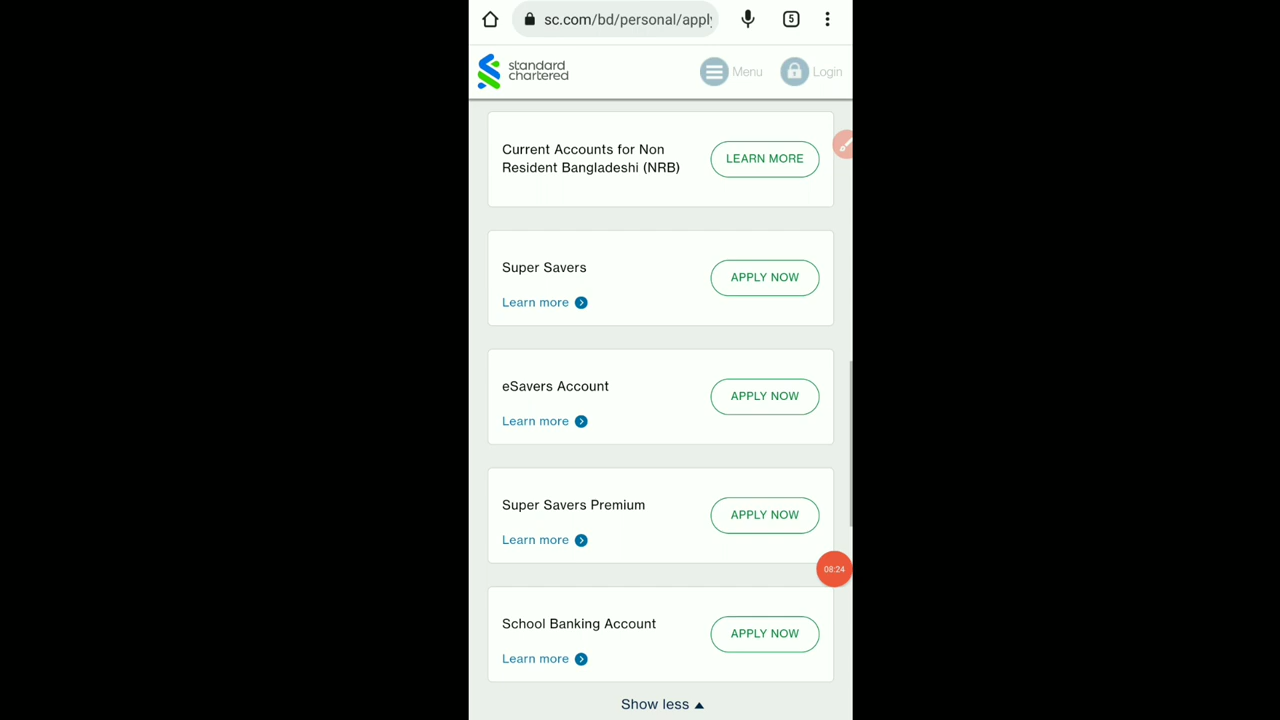 sc.com/bd/personal/appl
5
standard
chartered
Menu
Login
Current Accounts for Non
Resident Bangladeshi (NRB)
LEARN MORE
Super Savers
APPLY NOW
Learn more
eSavers Account
APPLY NOW
Learn more
Super Savers Premium
APPLY NOW
Learn more
08:24
School Banking Account
APPLY NOW
Learn more
Show less